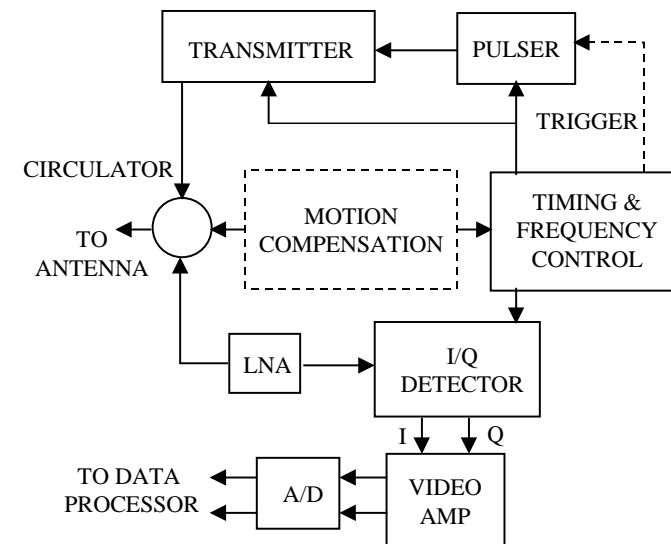 TRANSMITTER
PULSER
TRIGGER
CIRCULATOR
MOTION
COMPENSATION
TIMING &
FREQUENCY
CONTROL
TO
ANTENNA
LNA
I/Q
DETECTOR
I
Q
TO DATA
PROCESSOR
A/D
VIDEO
AMP